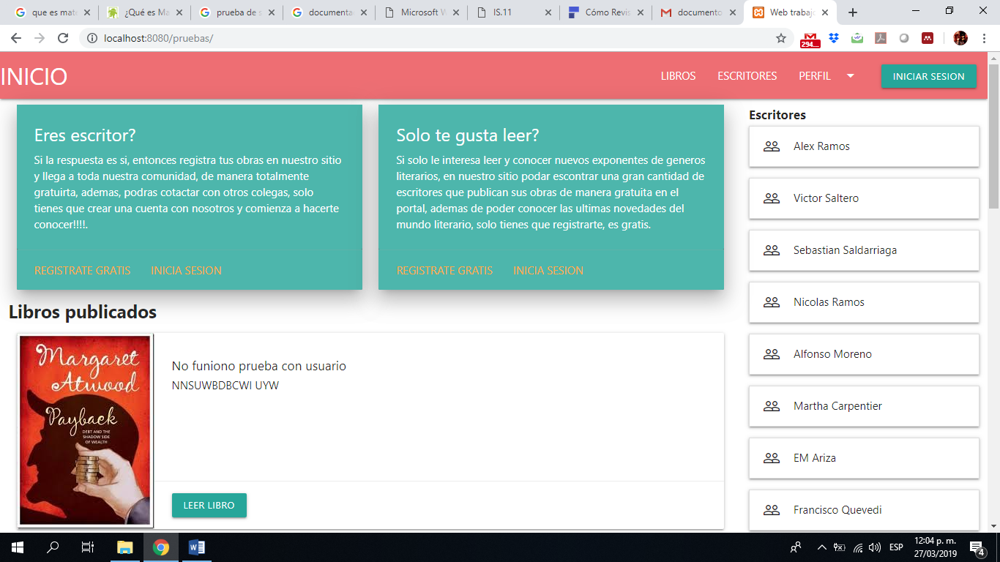 que es mate
¿Qué es Ma
prueba de s
documenta
Microsoft W
IS.11
Cómo Revis
documento
Web trabaj
localhost:8080/pruebas/
294...
INICIO
LIBROS
ESCRITORES
PERFIL
INICIAR SESION
Eres escritor?
Si la respuesta es si, entonces registra tus obras en nuestro sitio
y llega a toda nuestra comunidad, de manera totalmente
gratuirta, ademas, podras cotactar con otros colegas, solo
tienes que crear una cuenta con nosotros y comienza a hacerte
conocer!!!!.
REGISTRATE GRATIS
INICIA SESION
Solo te gusta leer?
Si solo le interesa leer y conocer nuevos exponentes de generos
literarios, en nuestro sitio podar escontrar una gran cantidad de
escritores que publican sus obras de manera gratuita en el
portal, ademas de poder conocer las ultimas novedades del
mundo literario, solo tienes que registrarte, es gratis.
REGISTRATE GRATIS
INICIA SESION
Libros publicados
Margaret
Atwood
Payback
DEBT AND THE
SHADOW SIDE
OF WEALTH
No funiono prueba con usuario
NNSUWBDBCWI UYW
LEER LIBRO
Escritores
Alex Ramos
Victor Saltero
Sebastian Saldarriaga
Nicolas Ramos
Alfonso Moreno
Martha Carpentier
EM Ariza
Francisco Quevedi
ESP
12:04 p. m.
27/03/2019
4